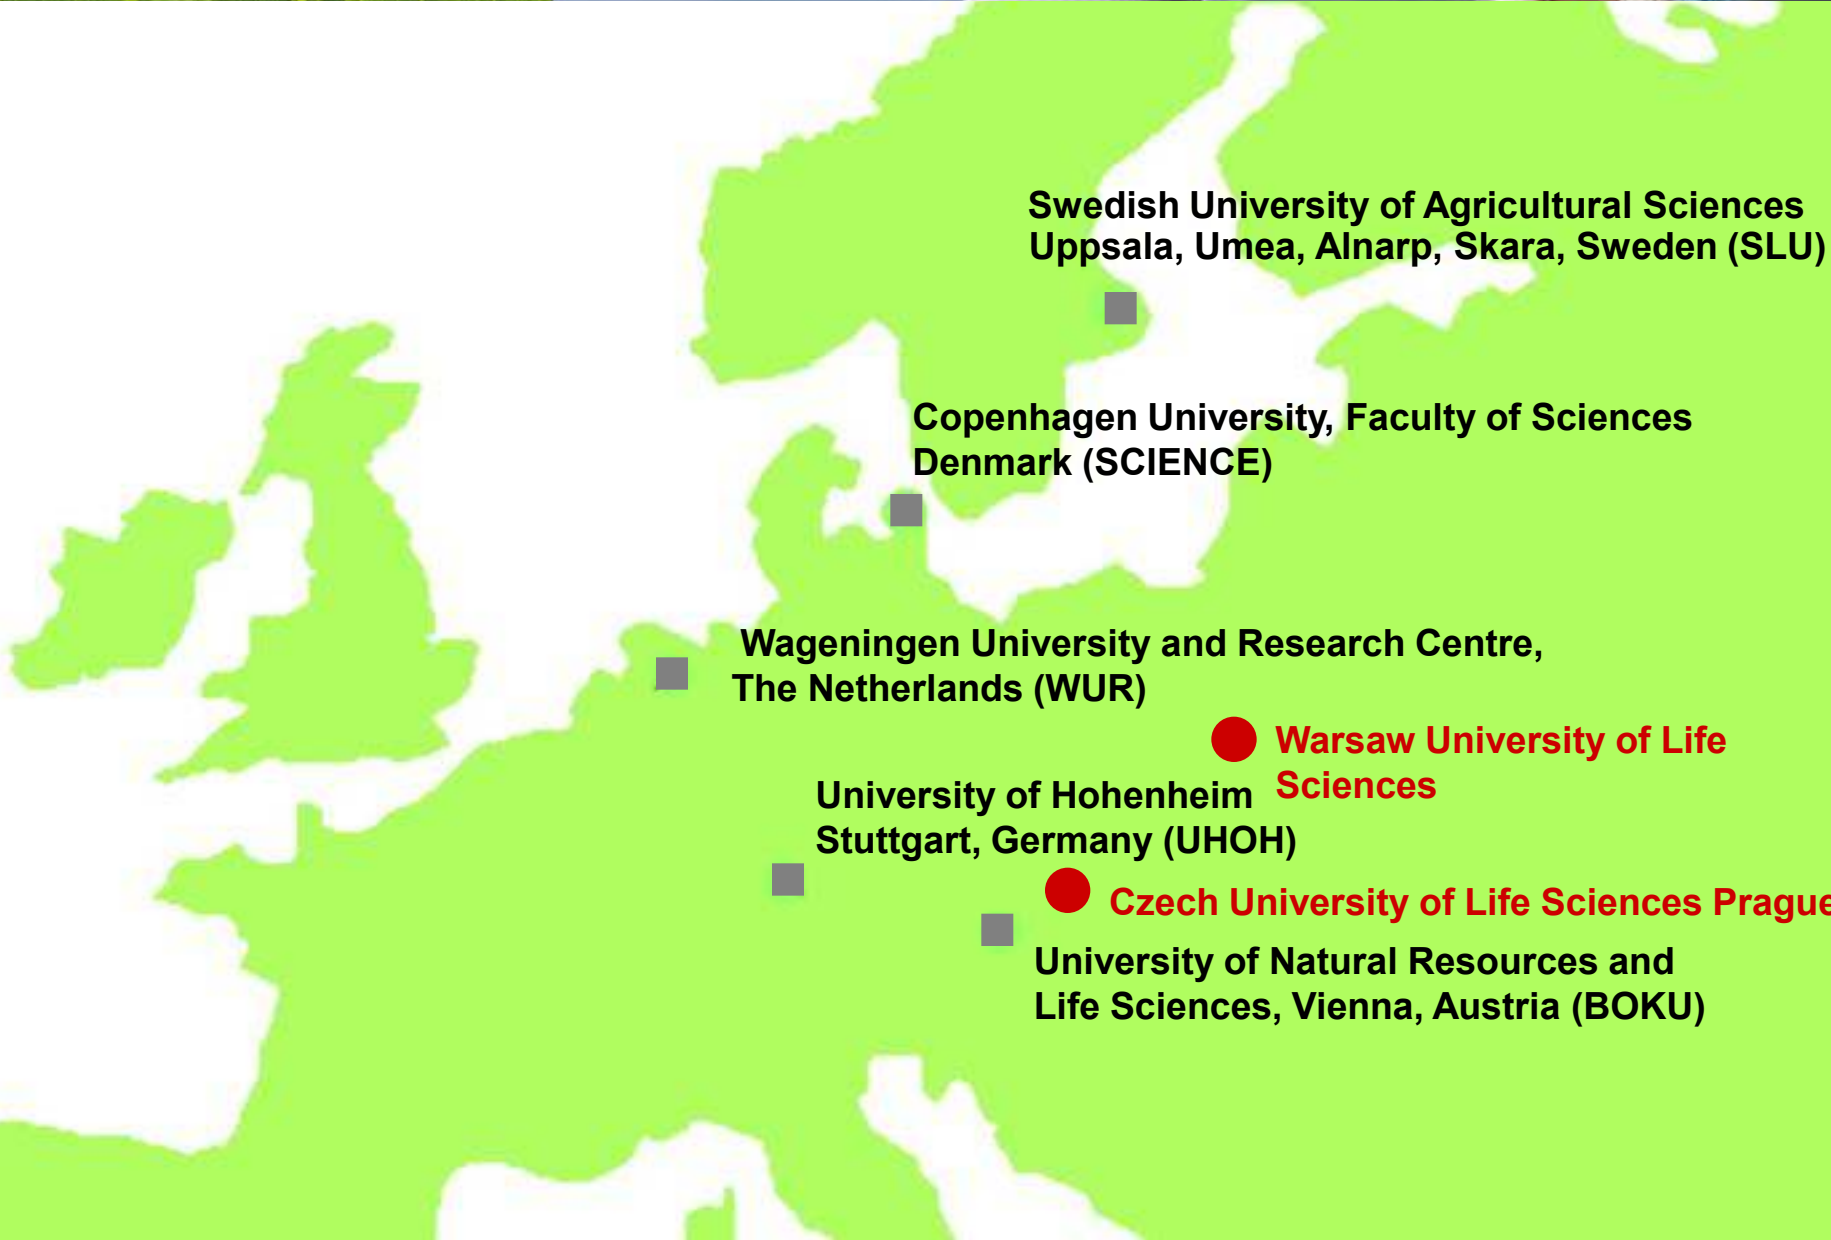 Swedish University of Agricultural Sciences
Uppsala, Umea, Alnarp, Skara, Sweden (SLU)
Copenhagen University, Faculty of Sciences
Denmark (SCIENCE)
Wageningen University and Research Centre,
The Netherlands (WUR)
Warsaw University of Life
Sciences
University of Hohenheim
Stuttgart, Germany (UHOH)
Czech University of Life Sciences Prague
University of Natural Resources and
Life Sciences, Vienna, Austria (BOKU)